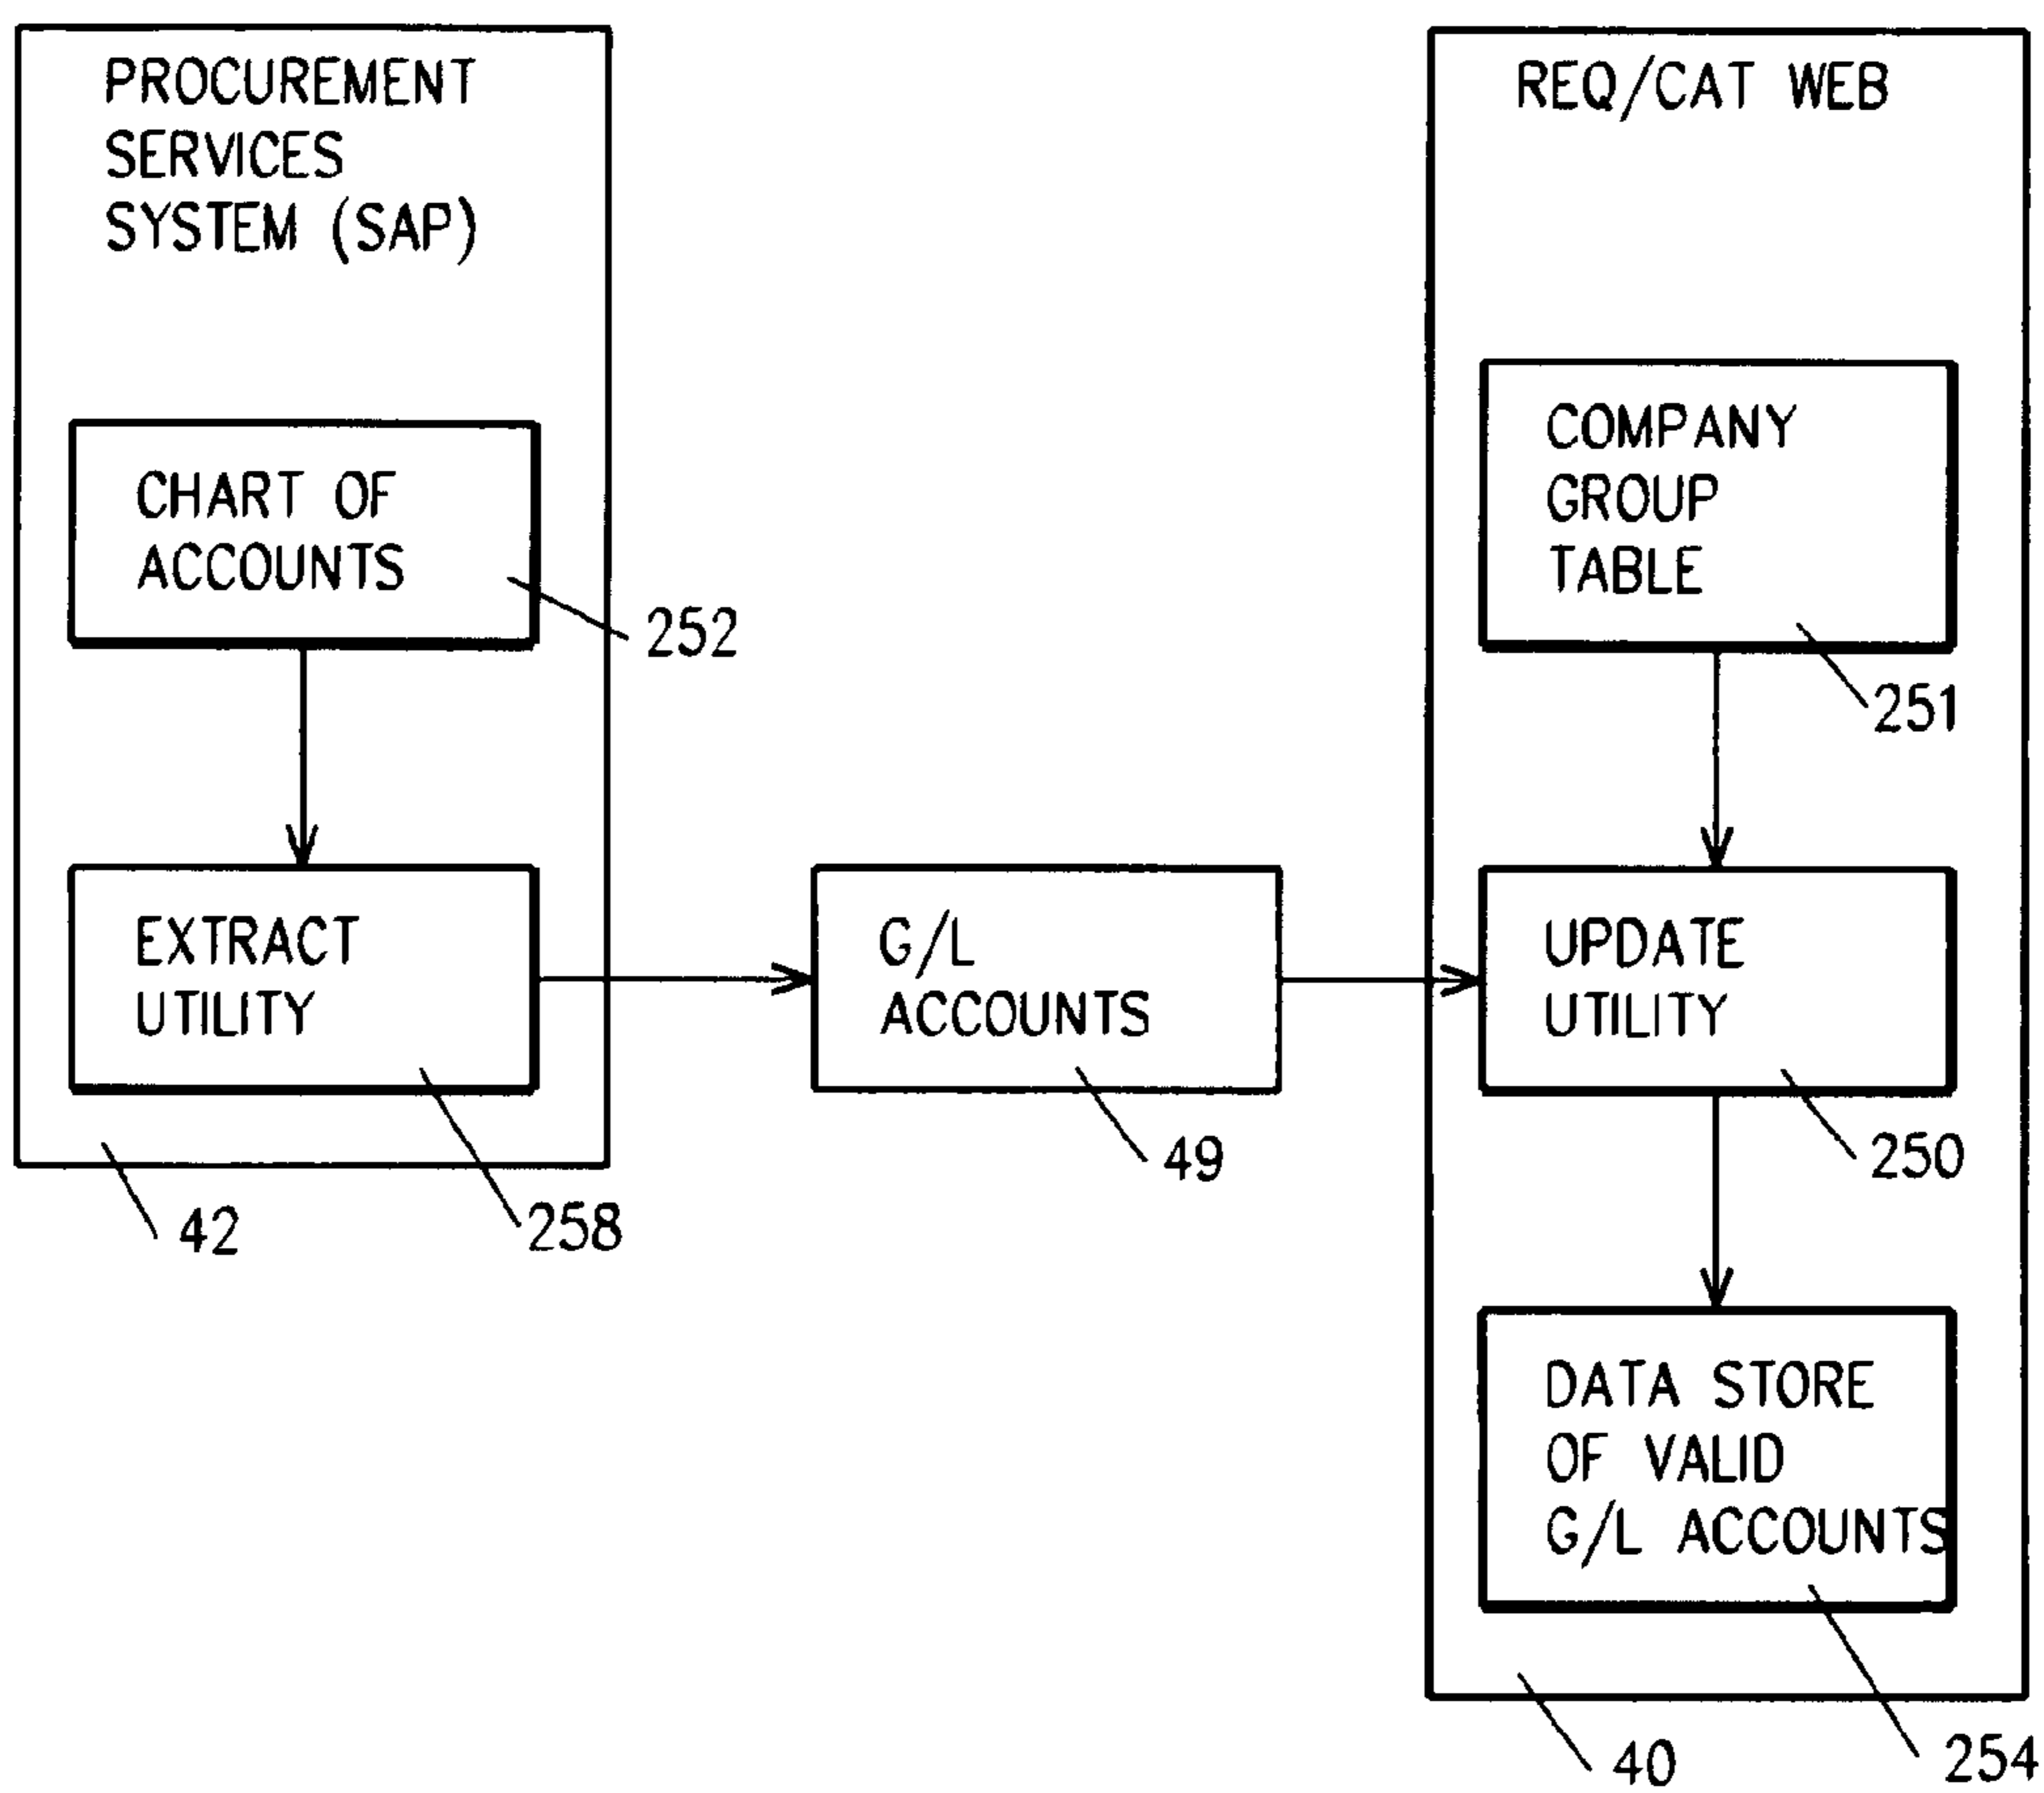 PROCUREMENT
SERVICES
SYSTEM (SAP)
CHART OF
ACCOUNTS
252
EXTRACT
UTILITY
258
42
G/L
ACCOUNTS
49
REQ/CAT WEB
COMPANY
GROUP
TABLE
251
UPDATE
UTILITY
250
DATA STORE
OF VALID
G/L ACCOUNTS
254
40